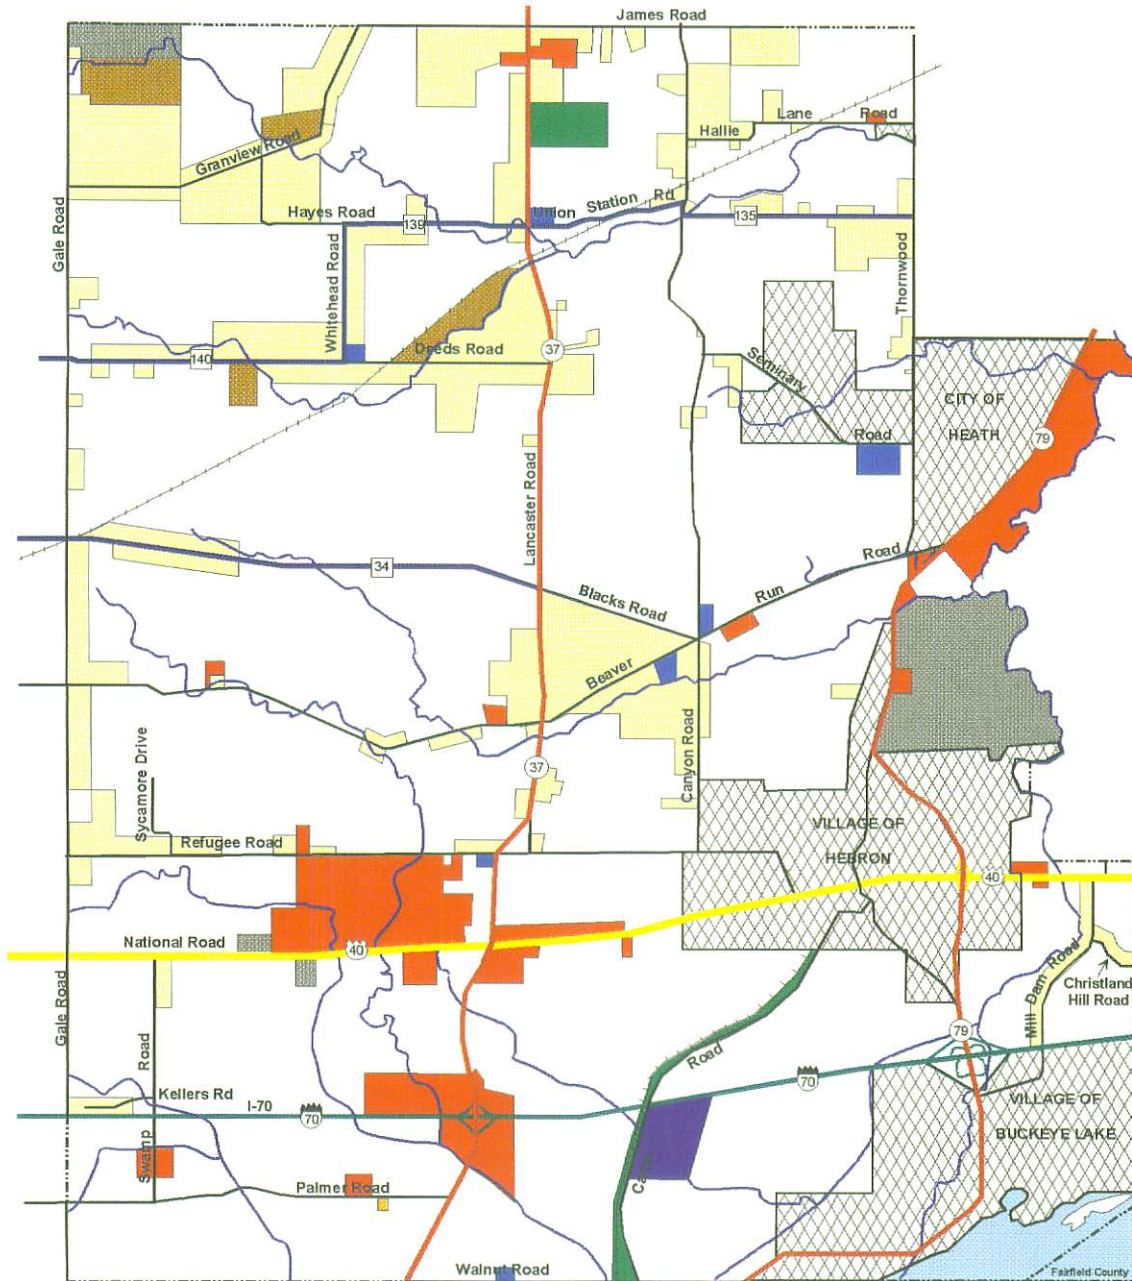 James Road
Hallie
Lane
Road
Granview Road
Hayes Road
139
Union
Station
Rd
135
Gale Road
Whitehead Road
Thornwood
140
Deeds Road
37
Seminary
Road
CITY OF
HEATH
79
Lancaster Road
34
Blacks Road
Beaver
Run
Road
Canyon Road
Sycamore Drive
37
Refugee Road
VILLAGE OF
HEBRON
40
National Road
40
Mill Dam Road
Christland
Hill Road
Gale Road
Swamp
Road
Kellers Rd
I-70
70
Road
70
79
VILLAGE OF
BUCKEYE LAKE
Palmer Road
Walnut Road
Fairfield County